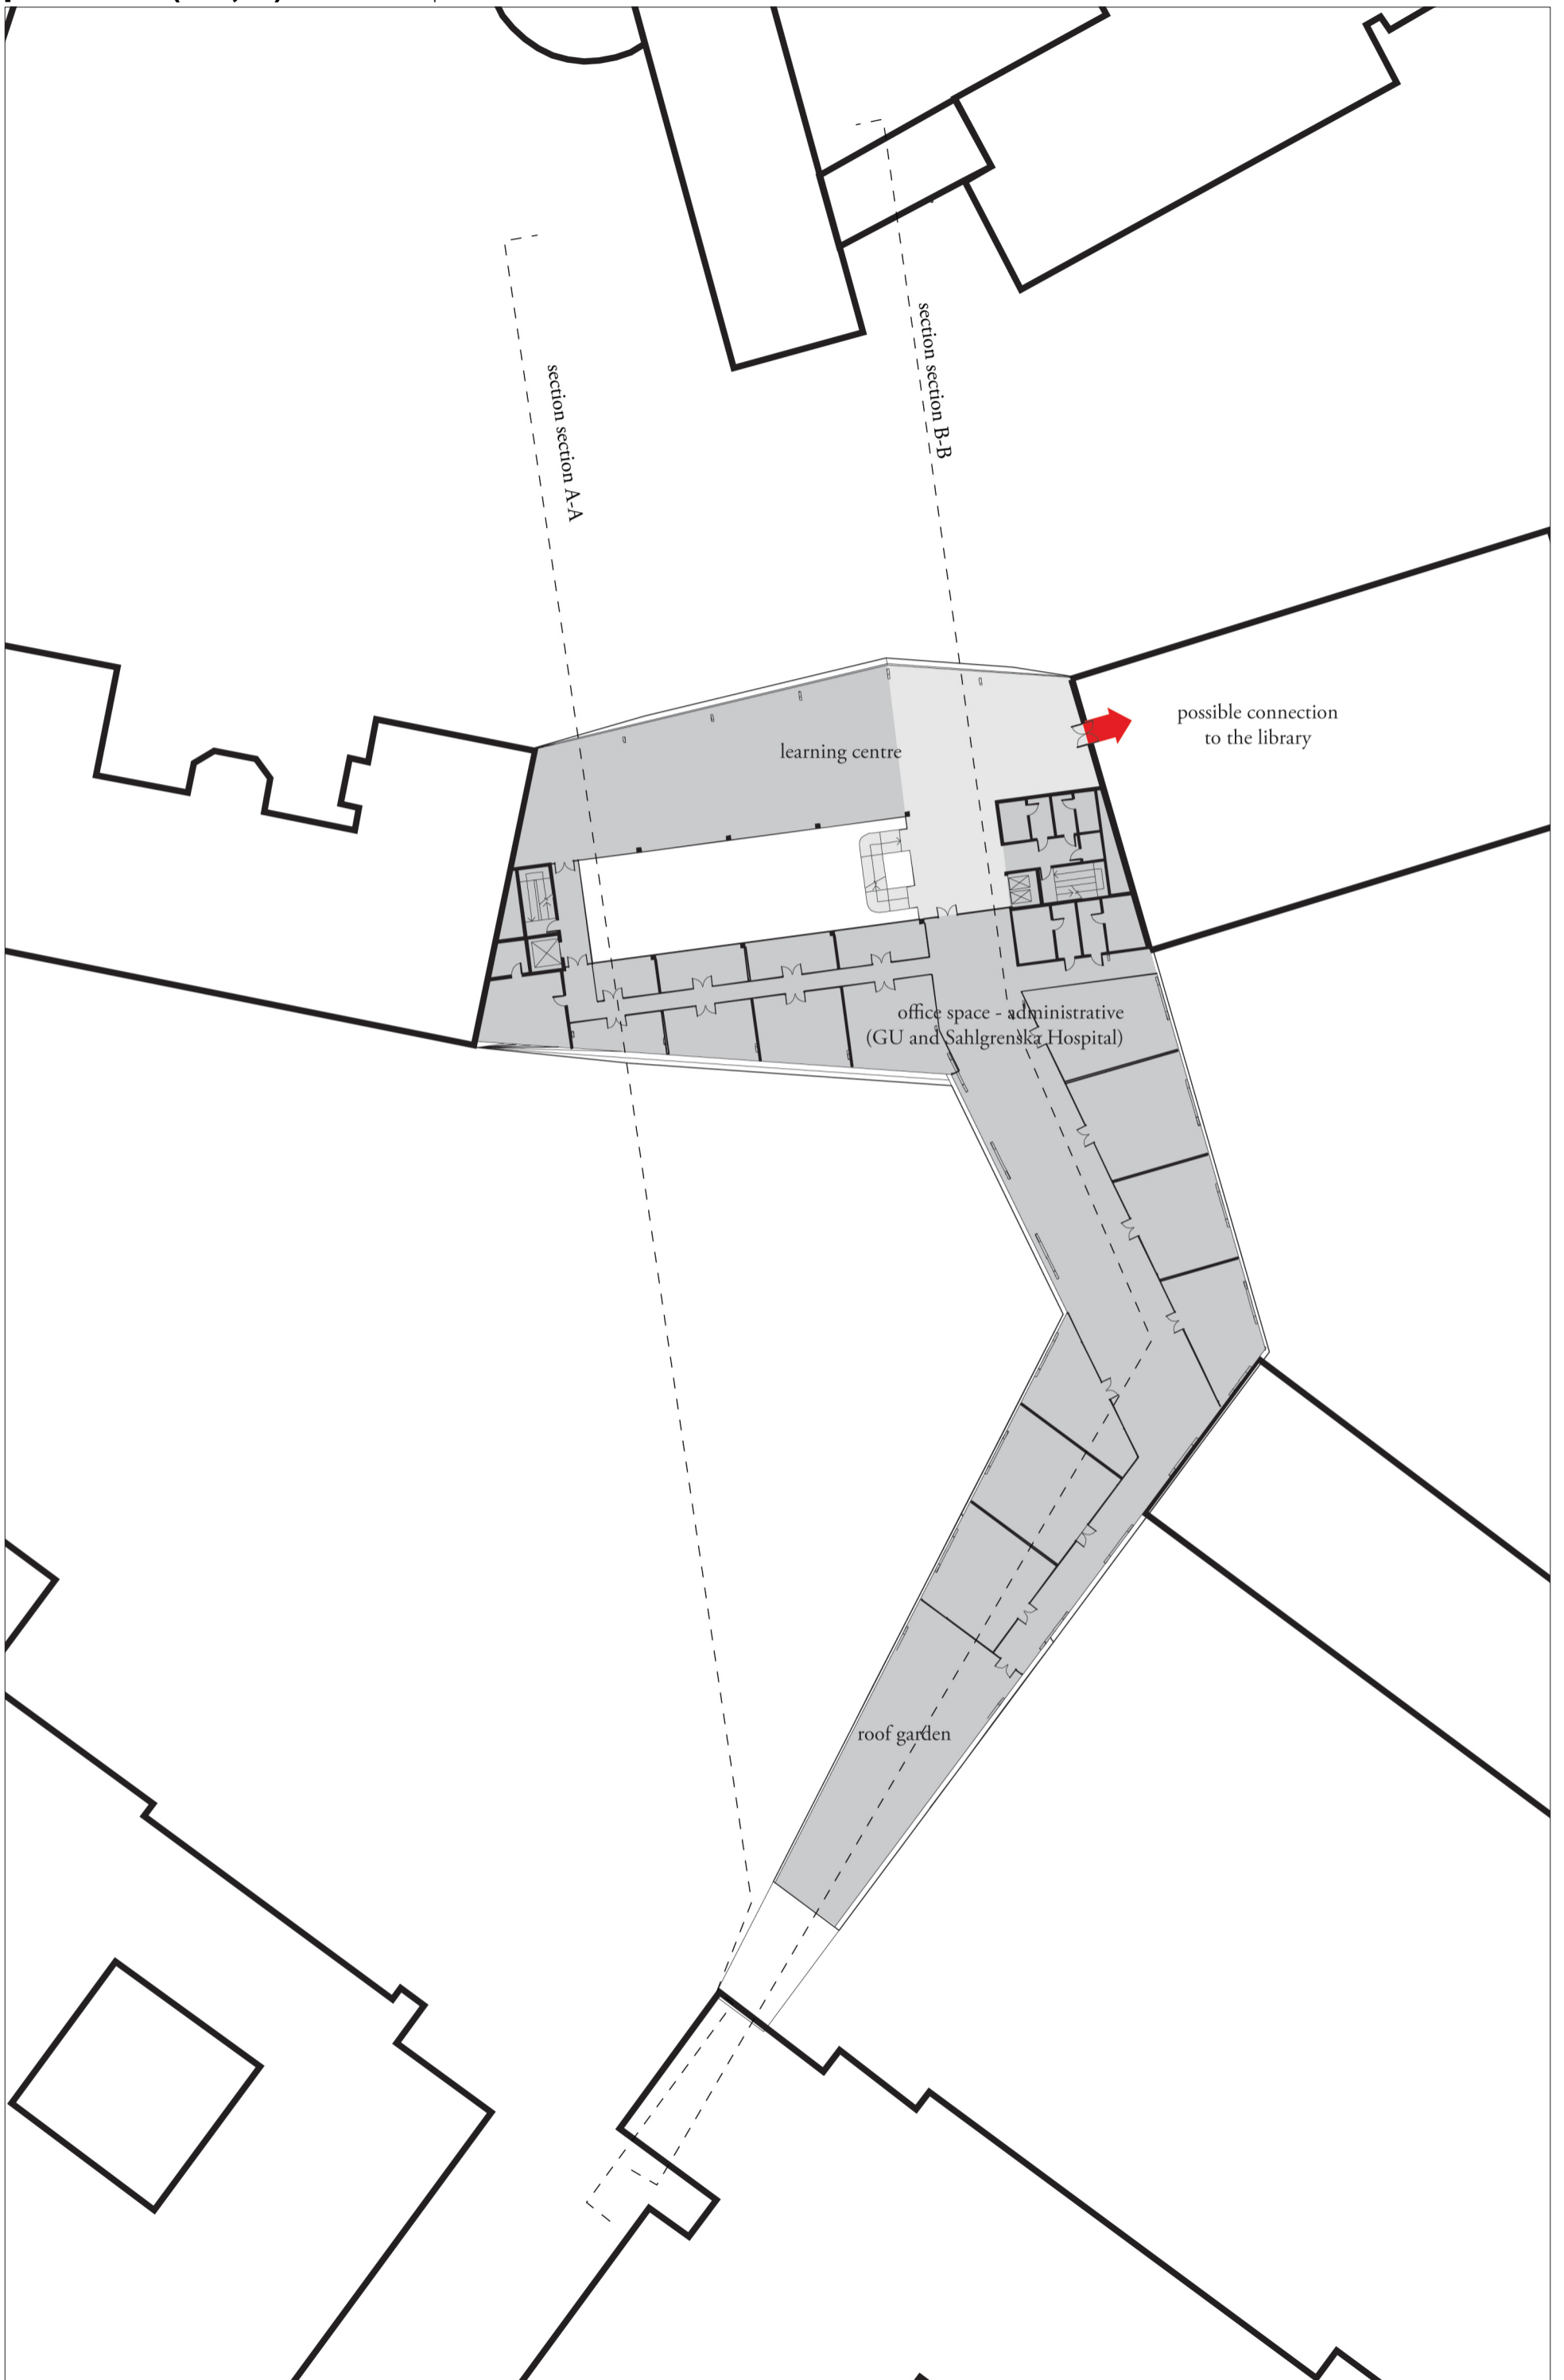 section section A-A
section section B-B
possible connection
to the library
learning centre
office space - administrative
(GU and Sahlgrenska Hospital)
roof garden